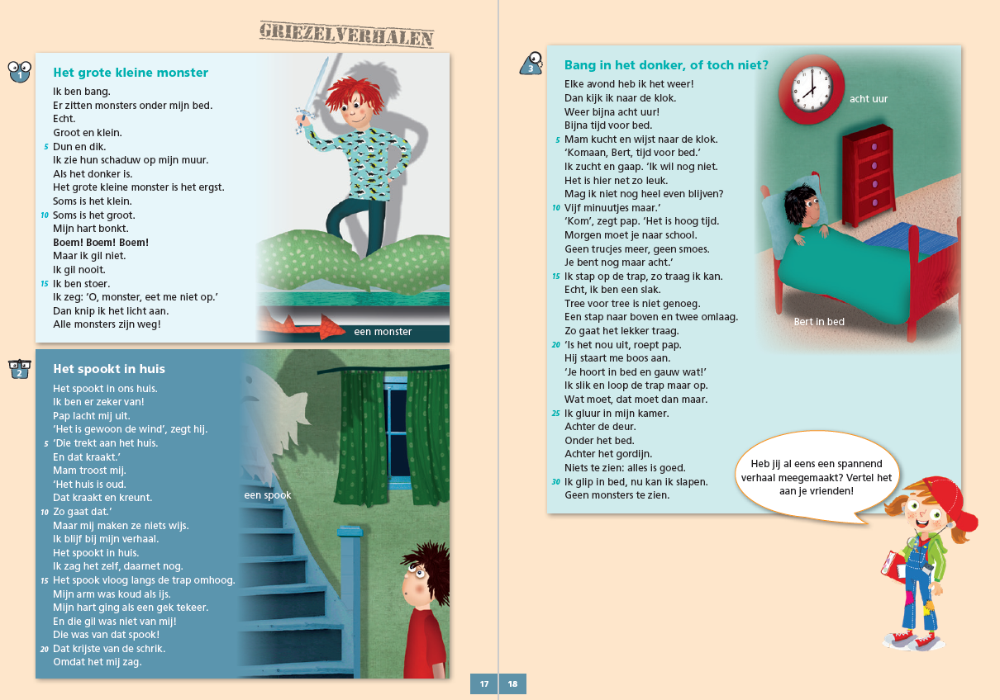 GRIEZELVERHALEN
1
Het grote kleine monster
Ik ben bang.
Er zitten monsters onder mijn bed.
Echt.
Groot en klein.
5 Dun en dik.
Ik zie hun schaduw op mijn muur.
Als het donker is.
Het grote kleine monster is het ergst.
Soms is het klein.
10 Soms is het groot.
Mijn hart bonkt.
Boem! Boem! Boem!
Maar ik gil niet.
Ik gil nooit.
15 Ik ben stoer.
Ik zeg: ‘O, monster, eet me niet op.’
Dan knip ik het licht aan.
Alle monsters zijn weg!
een monster
2
Het spookt in huis
Het spookt in ons huis.
Ik ben er zeker van!
Pap lacht mij uit.
‘Het is gewoon de wind’, zegt hij.
5 ‘Die trekt aan het huis.
En dat kraakt.’
Mam troost mij.
‘Het huis is oud.
Dat kraakt en kreunt.
10 Zo gaat dat.’
Maar mij maken ze niets wijs.
Ik blijf bij mijn verhaal.
Het spookt in huis.
Ik zag het zelf, daarnet nog.
15 Het spook vloog langs de trap omhoog.
Mijn arm was koud als ijs.
Mijn hart ging als een gek tekeer.
En die gil was niet van mij!
Die was van dat spook!
20 Dat krijste van de schrik.
Omdat het mij zag.
een spook
17
3
Bang in het donker, of toch niet?
Elke avond heb ik het weer!
Dan kijk ik naar de klok.
Weer bijna acht uur!
Bijna tijd voor bed.
5 Mam kucht en wijst naar de klok.
‘Komaan, Bert, tijd voor bed.’
Ik zucht en gaap. ‘Ik wil nog niet.
Het is hier net zo leuk.
Mag ik niet nog heel even blijven?
10 Vijf minuutjes maar.’
‘Kom’, zegt pap. ‘Het is hoog tijd.
Morgen moet je naar school.
Geen trucjes meer, geen smoes.
Je bent nog maar acht.’
15 Ik stap op de trap, zo traag ik kan.
Echt, ik ben een slak.
Tree voor tree is niet genoeg.
Een stap naar boven en twee omlaag.
Zo gaat het lekker traag.
20 ‘Is het nou uit, roept pap.
Hij staart me boos aan.
‘Je hoort in bed en gauw wat!’
Ik slik en loop de trap maar op.
Wat moet, dat moet dan maar.
25 Ik gluur in mijn kamer.
Achter de deur.
Onder het bed.
Achter het gordijn.
Niets te zien: alles is goed.
30 Ik glip in bed, nu kan ik slapen.
Geen monsters te zien.
acht uur
Bert in bed
Heb jij al eens een spannend
verhaal meegemaakt? Vertel het
aan je vrienden!
18